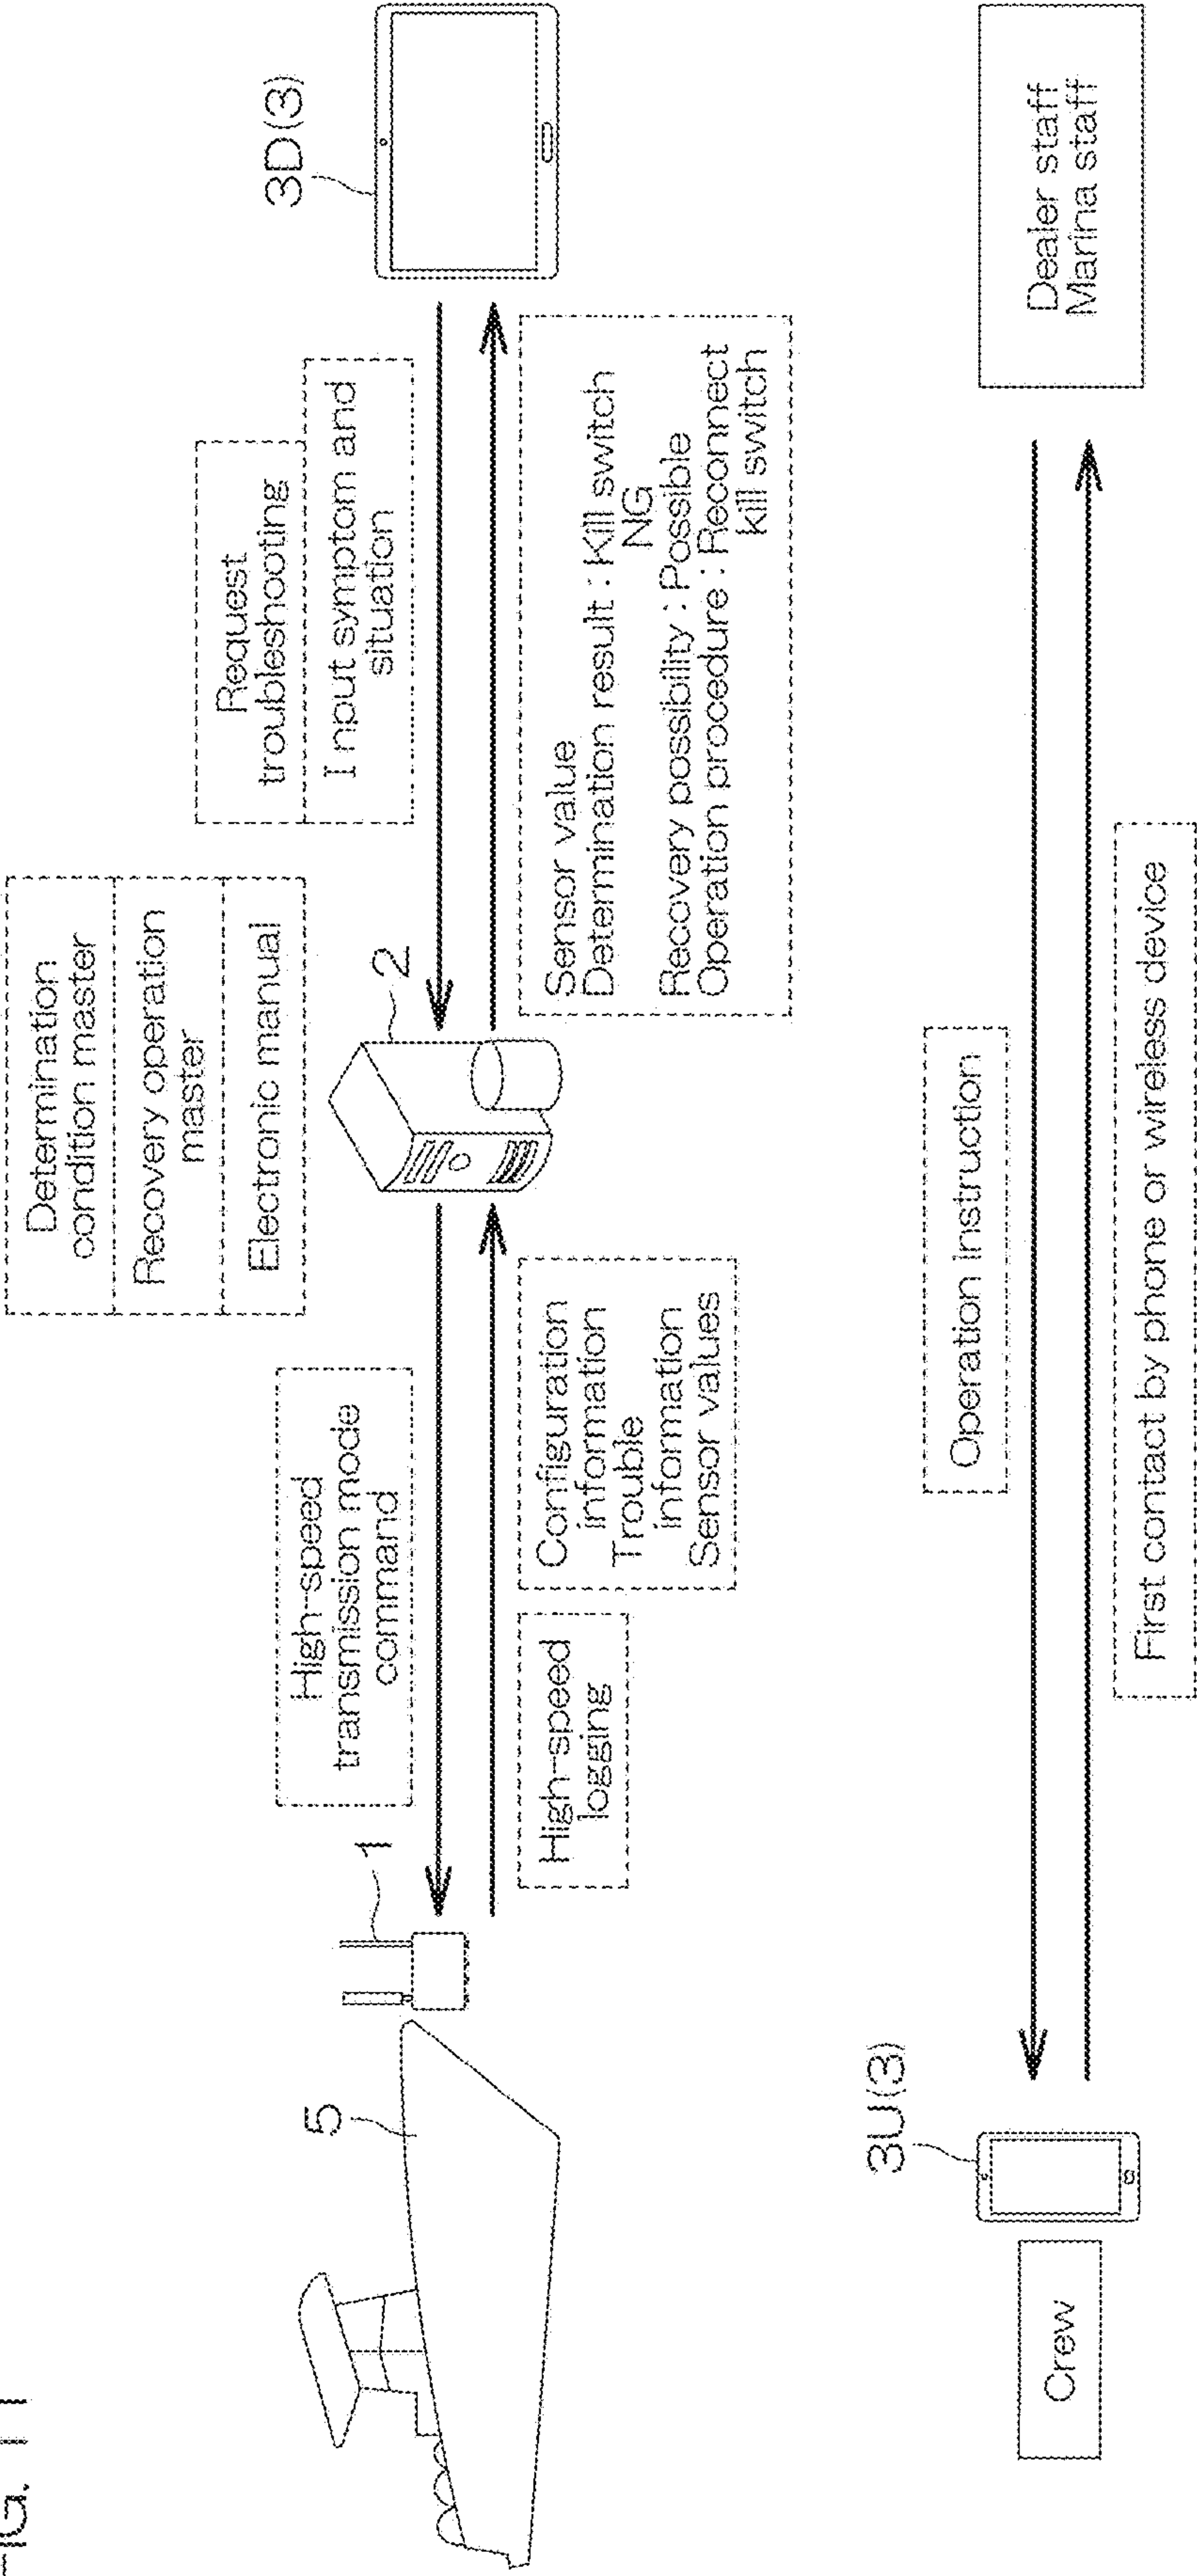 FIG. 11
5
1
High-speed
transmission mode
command
High-speed
logging
Configuration
information
Trouble
information
Sensor values
Determination
condition master
Recovery operation
master
Electronic manual
2
Request
troubleshooting
Input symptom and
situation
Sensor value
Determination result : Kill switch
NG
Recovery possibility : Possible
Operation procedure : Reconnect
kill switch
3D(3)
Crew
3U(3)
Operation instruction
First contact by phone or wireless device
Dealer staff
Marina staff